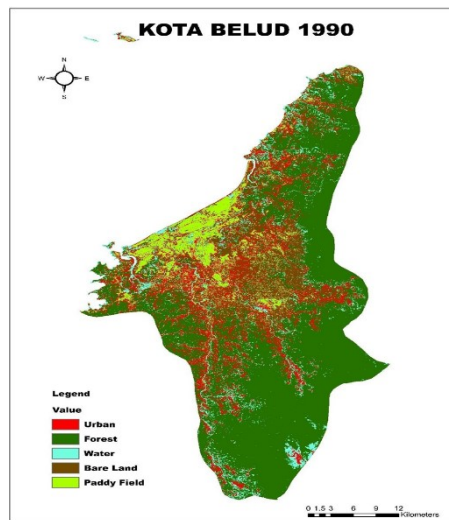 KOTA BELUD 1990
N
W E
S
Legend
Value
Urban
Forest
Water
Bare Land
Paddy Field
0 1.5 3 6 9 12
Kilometers